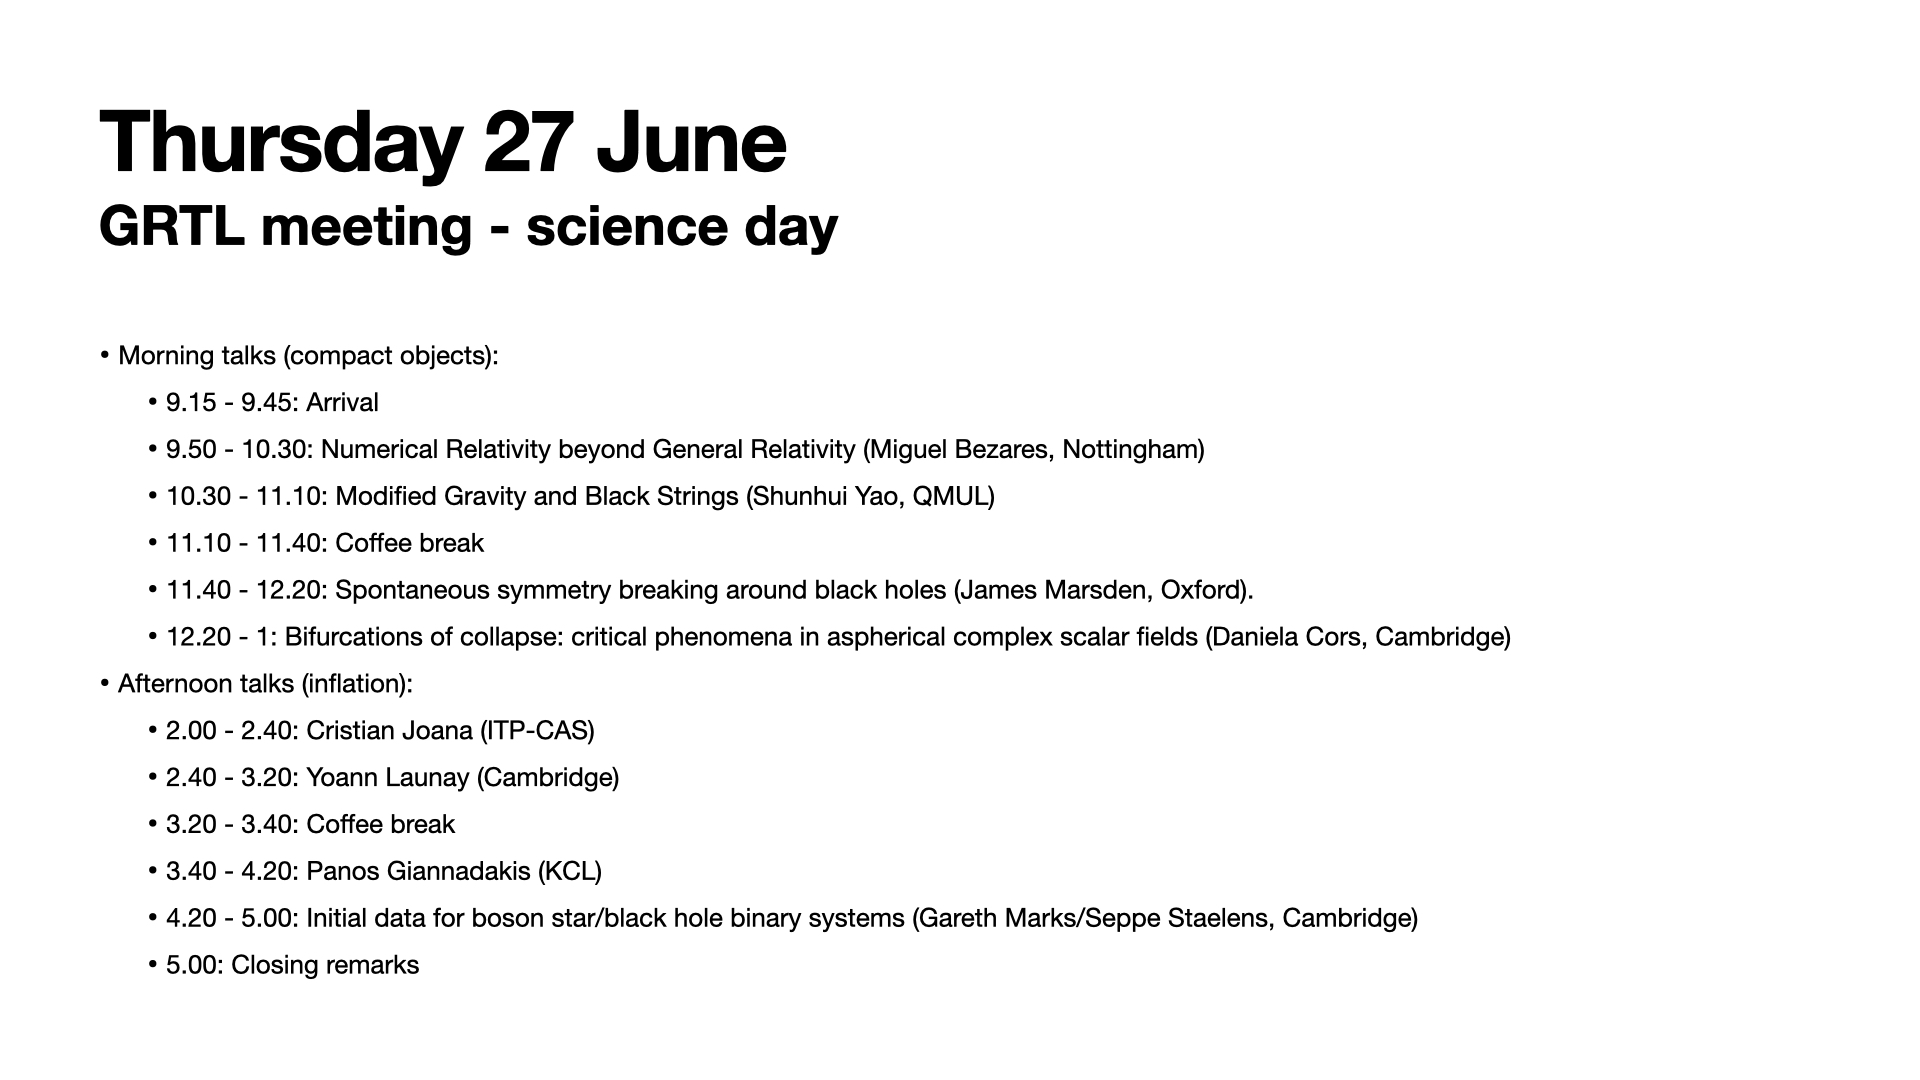 Thursday 27 June
GRTL meeting - science day
• Morning talks (compact objects):
• 9.15 - 9.45: Arrival
• 9.50 - 10.30: Numerical Relativity beyond General Relativity (Miguel Bezares, Nottingham)
• 10.30 - 11.10: Modified Gravity and Black Strings (Shunhui Yao, QMUL)
• 11.10 - 11.40: Coffee break
• 11.40 - 12.20: Spontaneous symmetry breaking around black holes (James Marsden, Oxford).
• 12.20 - 1: Bifurcations of collapse: critical phenomena in aspherical complex scalar fields (Daniela Cors, Cambridge)
• Afternoon talks (inflation):
• 2.00 - 2.40: Cristian Joana (ITP-CAS)
• 2.40 - 3.20: Yoann Launay (Cambridge)
• 3.20 - 3.40: Coffee break
• 3.40 - 4.20: Panos Giannadakis (KCL)
• 4.20 - 5.00: Initial data for boson star/black hole binary systems (Gareth Marks/Seppe Staelens, Cambridge)
• 5.00: Closing remarks